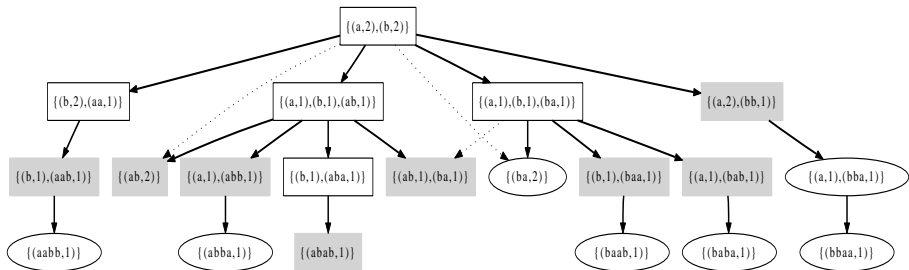 {(a,2),(b,2)}
{(b,2),(aa,1)}
{(a,1),(b,1),(ab,1)}
{(a,1),(b,1),(ba,1)}
{(a,2),(bb,1)}
{(b,1),(aab,1)}
{(ab,2)}
{(a,1),(abb,1)}
{(b,1),(aba,1)}
{(ab,1),(ba,1)}
{(ba,2)}
{(b,1),(baa,1)}
{(a,1),(bab,1)}
{(a,1),(bba,1)}
{(aabb,1)}
{(abba,1)}
{(abab,1)}
{(baab,1)}
{(baba,1)}
{(bbaa,1)}